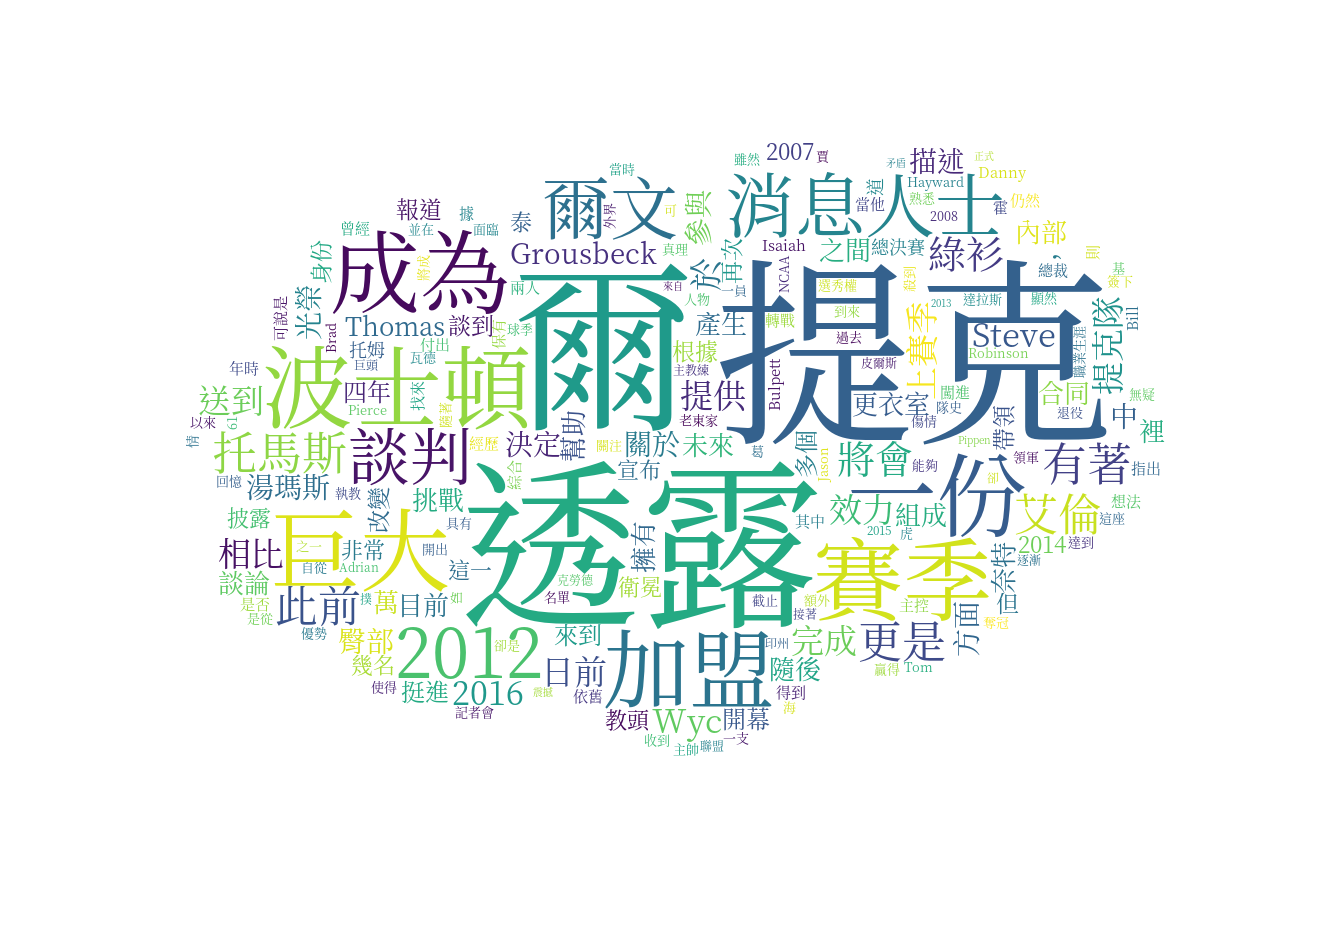 2007
賈
雖然
矛盾
正式
描述
Danny
當時
消息人士
道
Hayward
熟悉
仍然
爾文
外界
可
參與
當他
2008
霍
報道
據
泰
曾經
並在
面臨
成為
身份
將成
Grousbeck
真理
於
再次
Isaiah
之間
總決賽
綠衫
內部
,
則
總裁
基
簽下
兩人
來自
一員
NCAA
選秀權
達拉斯
顯然
人物
爾
提克
2013
上賽季
提克隊
Bill
光榮
可說是
Brad
Thomas
談到
保有
球季
產生
轉戰
到來
過去
Steve
Robinson
職業生涯
托姆
付出
瓦德
巨頭
根據
主教練
皮爾斯
年時
波士頓
四年
找來
提供
Bulpett
更衣室
闖進
合同
無疑
送到
Pierce
老東家
隊史
退役
中
以來
61
幫助
傷情
帶領
裡
情
托馬斯
談判
經歷
決定
關注
關於
未來
葛
多個
Pippen
領軍
有著
指出
回憶
湯瑪斯
執教
綜合
宣布
Jason
將會
能夠
卻
改變
挑戰
一份
披露
具有
擁有
其中
效力
組成
艾倫
想法
這座
2015
虎
2014
達到
相比
巨大
之一
非常
開出
透露
賽季
奈特
逐漸
自從
Adrian
這一
克勞德
衛冕
談論
名單
截止
額外
主控
但
是否
是從
此前
撲
萬
目前
如
接著
奪冠
優勢
臀部
2012
卻是
來到
加盟
印州
完成
更是
方面
幾名
日前
隨後
贏得
Tom
使得
挺進
2016
震撼
依舊
得到
海
記者會
教頭
Wyc
開幕
收到
主帥
聯盟
一支